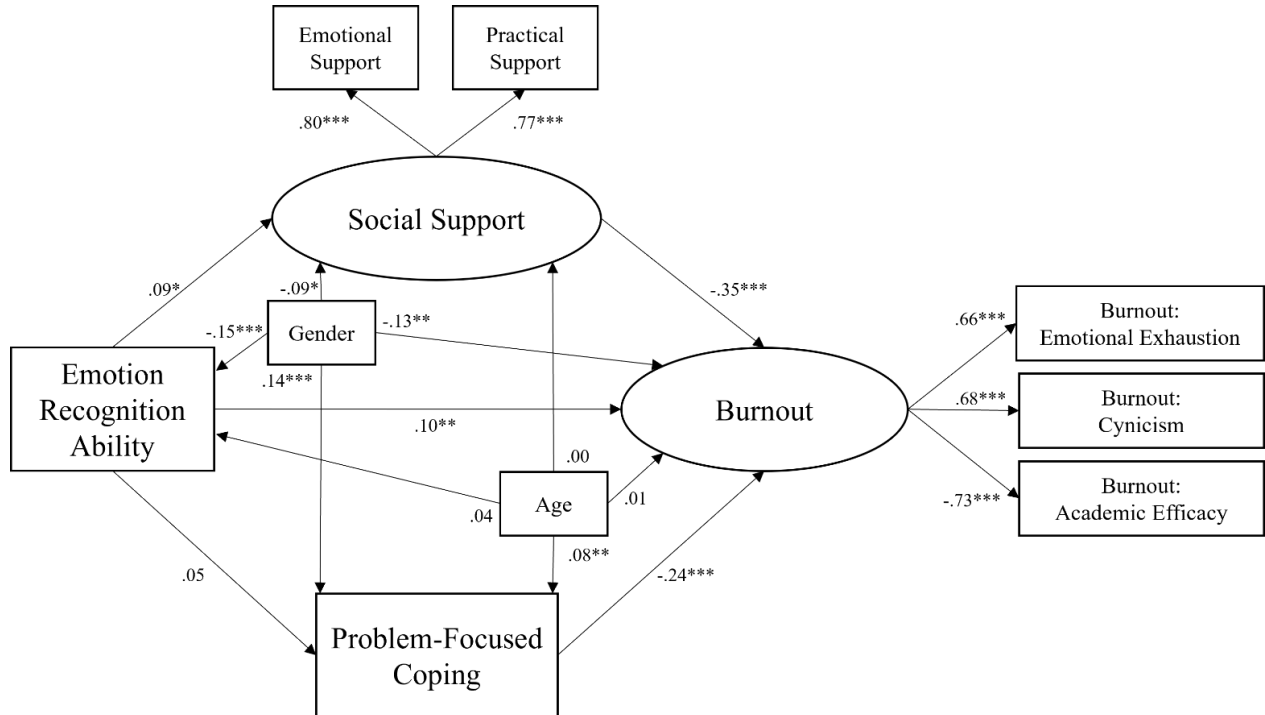 Emotional
Support
Practical
Support
.80***
.77***
Social Support
.09*
-.09*
-.35***
-.15***
Gender
-.13**
.14***
Emotion
Recognition
Ability
.10**
Burnout
.66***
Burnout:
Emotional Exhaustion
.68***
Burnout:
Cynicism
-.73***
Burnout:
Academic Efficacy
.00
.04
Age
.01
.08**
.05
-.24***
Problem-Focused
Coping